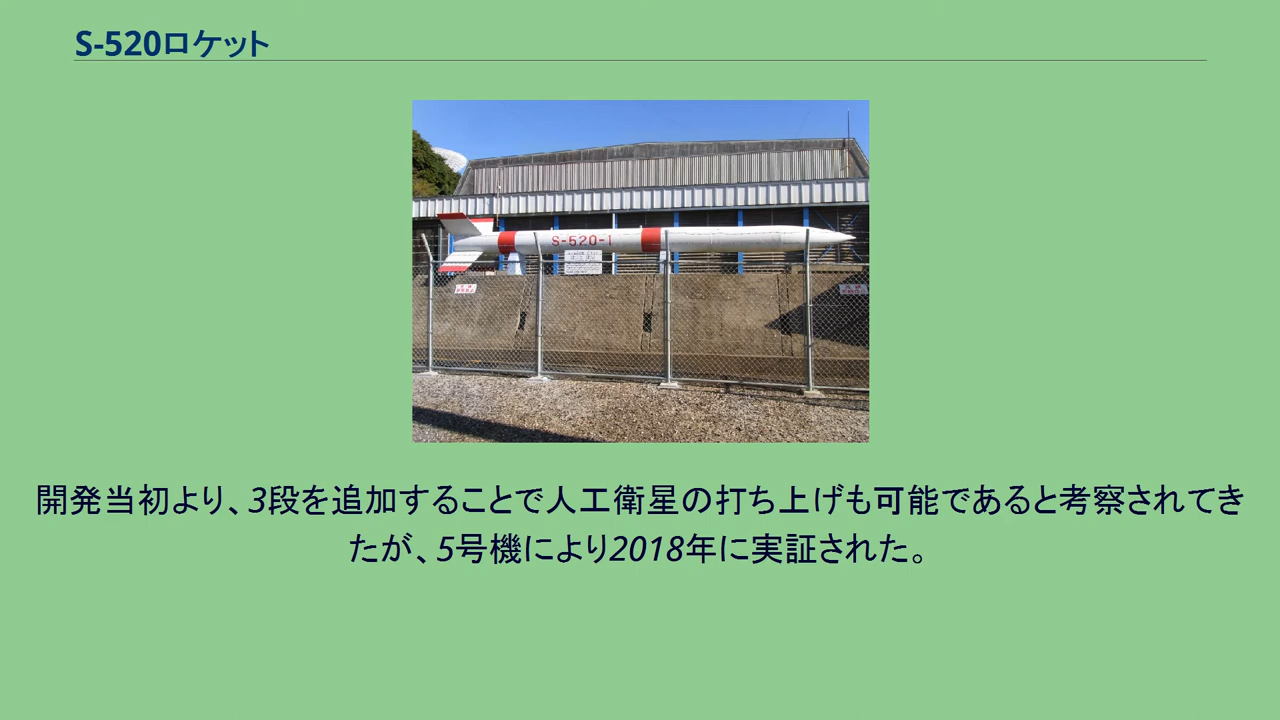 S-520ロケット
S-520-1
開発当初より、3段を追加することで人工衛星の打ち上げも可能であると考察されてき
たが、5号機により2018年に実証された。